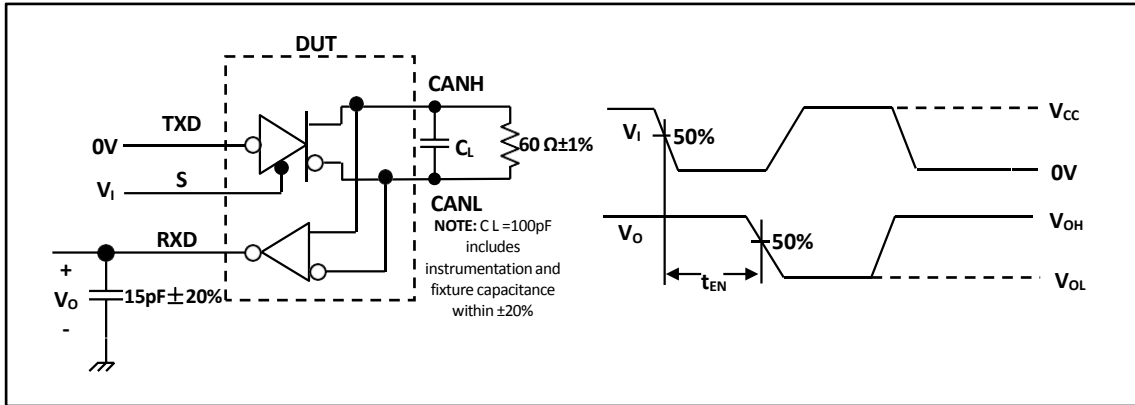 DUT
CANH
TXD
0V
CL
60 Ω±1%
VI
S
CANL
RXD
NOTE: C L =100pF
includes
instrumentation and
fixture capacitance
within ±20%
+
VO
-
15pF±20%
VI
50%
VCC
0V
VO
50%
VOH
tEN
VOL